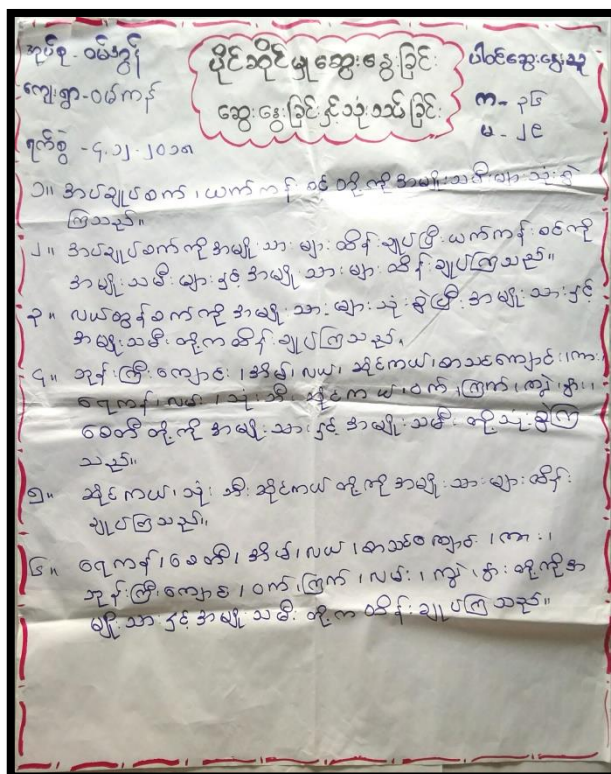 အုပ်စု - ဝမ်ကွန်
ကျေးရွာ - ဝမ်ကန်
ရက်စွဲ - ၄.၁၂.၂၀၁၈
ပိုင်ဆိုင်မှုဆွေးနွေးခြင်း
ဆွေးနွေးခြင်းနှင့်သုံးသပ်ခြင်း
ပါဝင်ဆွေးနွေးသူ
က - ၃၆
မ - ၂၉
၁။ အပ်ချုပ်စက်၊ ယက်ကန်းစင်တို့ကိုအမျိုးသမီးများသုံးစွဲ
ကြသည်။
၂။ အပ်ချုပ်စက်ကိုအမျိုးသားများထိန်းချုပ်ပြီးယက်ကန်းစင်ကို
အမျိုးသမီးများနှင့်အမျိုးသားများထိန်းချုပ်ကြသည်။
၃။ လယ်ထွန်စက်ကိုအမျိုးသားများသုံးစွဲပြီးအမျိုးသားနှင့်
အမျိုးသမီးတို့ကထိန်းချုပ်ကြသည်။
၄။ ဘုန်းကြီးကျောင်း၊ အိမ်၊ လယ်၊ ဆိုင်ကယ်၊ စာသင်ကျောင်း၊ ကား၊
ရေကန်၊ လမ်း၊ သုံးဘီးဆိုင်ကယ်၊ ဝက်၊ ကြက်၊ ကျွဲ၊ နွား၊
စေတီတို့ကိုအမျိုးသားနှင့်အမျိုးသမီးတို့သုံးစွဲကြ
သည်။
၅။ ဆိုင်ကယ်၊ သုံးဘီးဆိုင်ကယ်တို့ကိုအမျိုးသားများထိန်း
ချုပ်ကြသည်။
၆။ ရေကန်၊ စေတီ၊ အိမ်၊ လယ်၊ စာသင်ကျောင်း၊ ကား၊
ဘုန်းကြီးကျောင်း၊ ဝက်၊ ကြက်၊ လမ်း၊ ကျွဲ၊ နွားတို့ကိုအ
မျိုးသားနှင့်အမျိုးသမီးတို့ကထိန်းချုပ်ကြသည်။